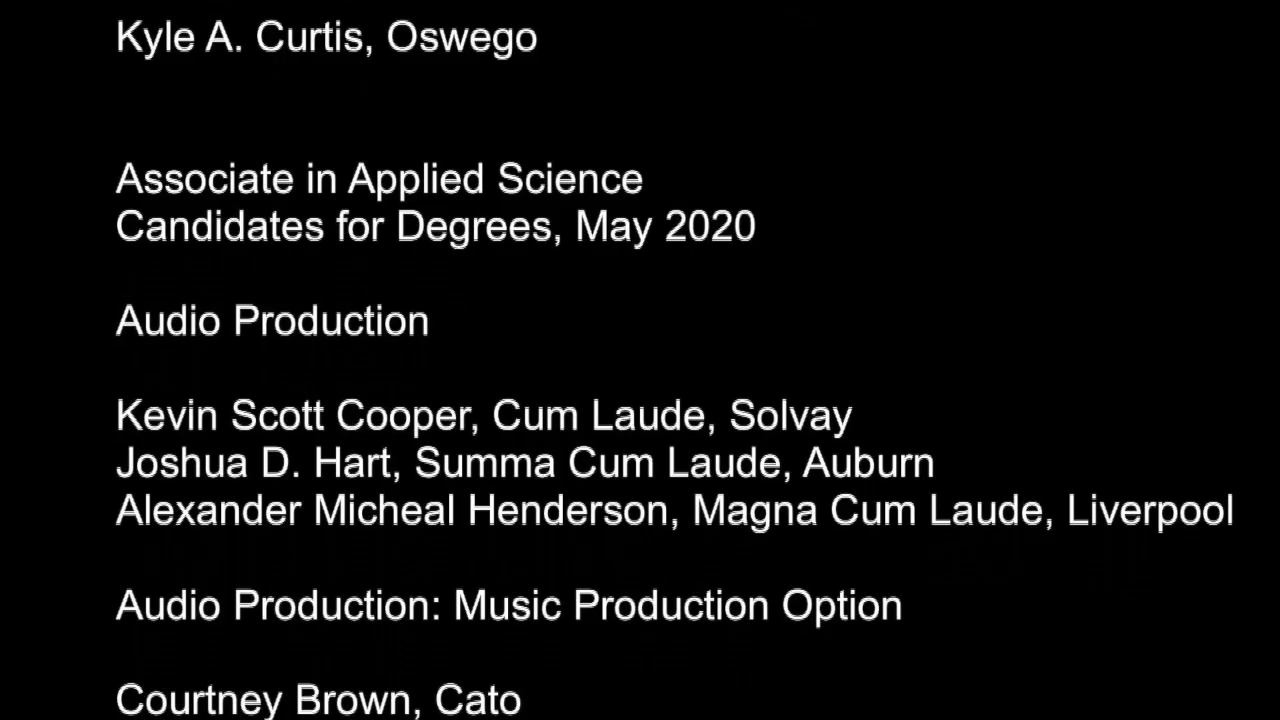 Kyle A. Curtis, Oswego
Associate in Applied Science
Candidates for Degrees, May 2020
Audio Production
Kevin Scott Cooper, Cum Laude, Solvay
Joshua D. Hart, Summa Cum Laude, Auburn
Alexander Micheal Henderson, Magna Cum Laude, Liverpool
Audio Production: Music Production Option
Courtney Brown, Cato